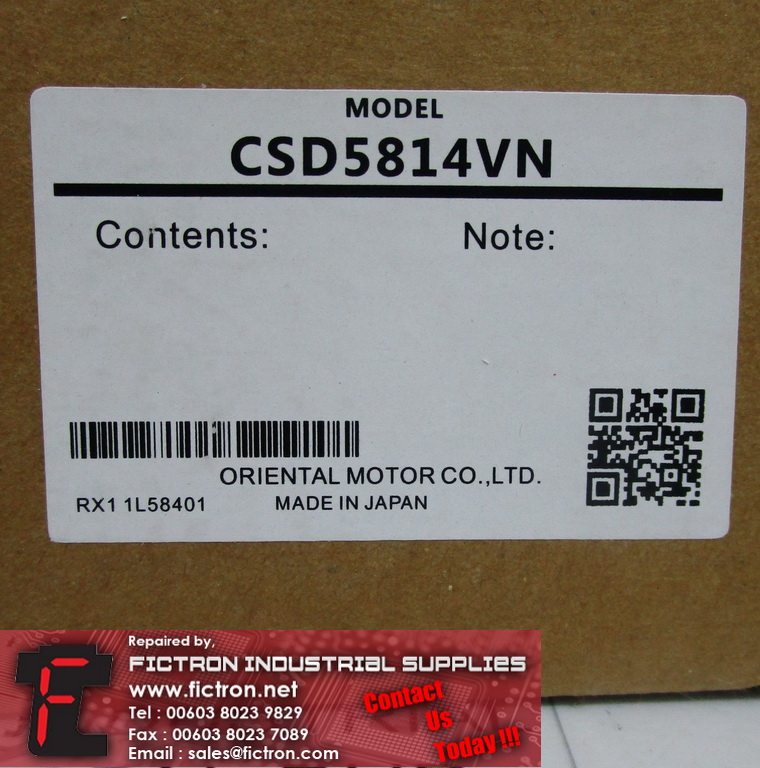 MODEL
CSD5814VN
Contents:
Note:
ORIENTAL MOTOR CO.,LTD.
RX1 1L58401
MADE IN JAPAN
Repaired by,
FICTRON INDUSTRIAL SUPPLIES
www.fictron.net
Tel : 00603 8023 9829
Fax : 00603 8023 7089
Email : sales@fictron.com
Contact
Us
Today !!!